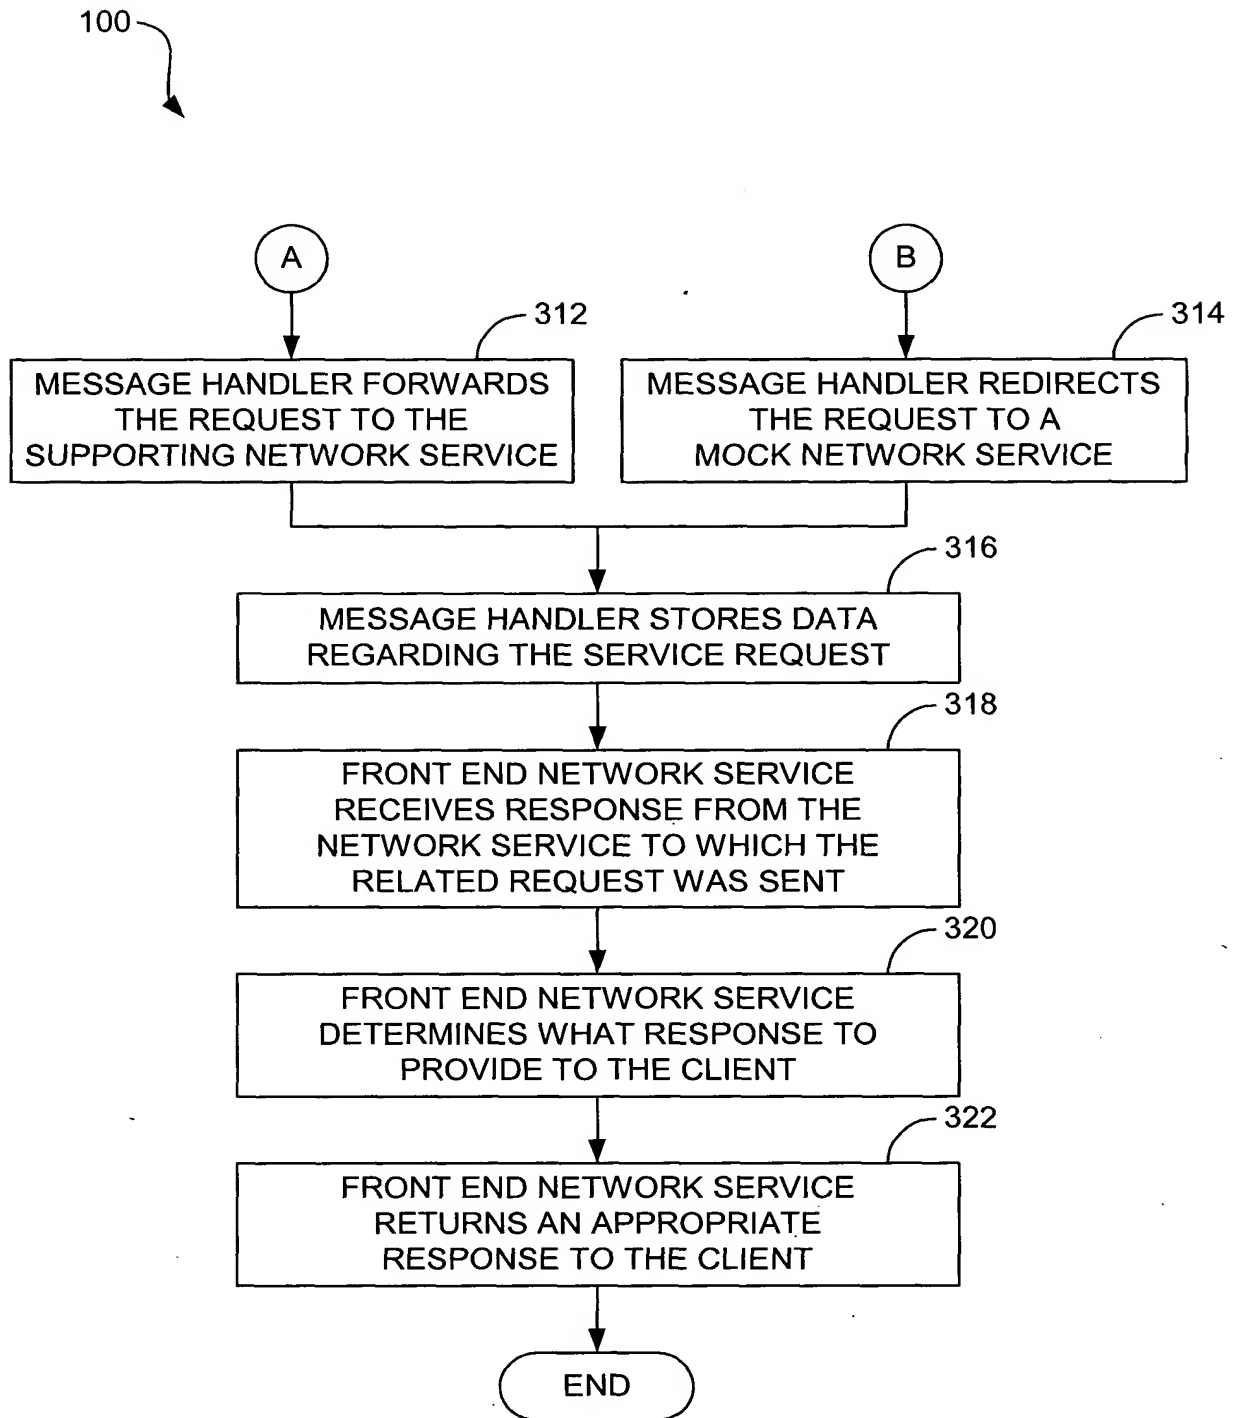 100
A
B
312
314
MESSAGE HANDLER FORWARDS
THE REQUEST TO THE
SUPPORTING NETWORK SERVICE
MESSAGE HANDLER REDIRECTS
THE REQUEST TO A
MOCK NETWORK SERVICE
316
MESSAGE HANDLER STORES DATA
REGARDING THE SERVICE REQUEST
318
FRONT END NETWORK SERVICE
RECEIVES RESPONSE FROM THE
NETWORK SERVICE TO WHICH THE
RELATED REQUEST WAS SENT
320
FRONT END NETWORK SERVICE
DETERMINES WHAT RESPONSE TO
PROVIDE TO THE CLIENT
322
FRONT END NETWORK SERVICE
RETURNS AN APPROPRIATE
RESPONSE TO THE CLIENT
END